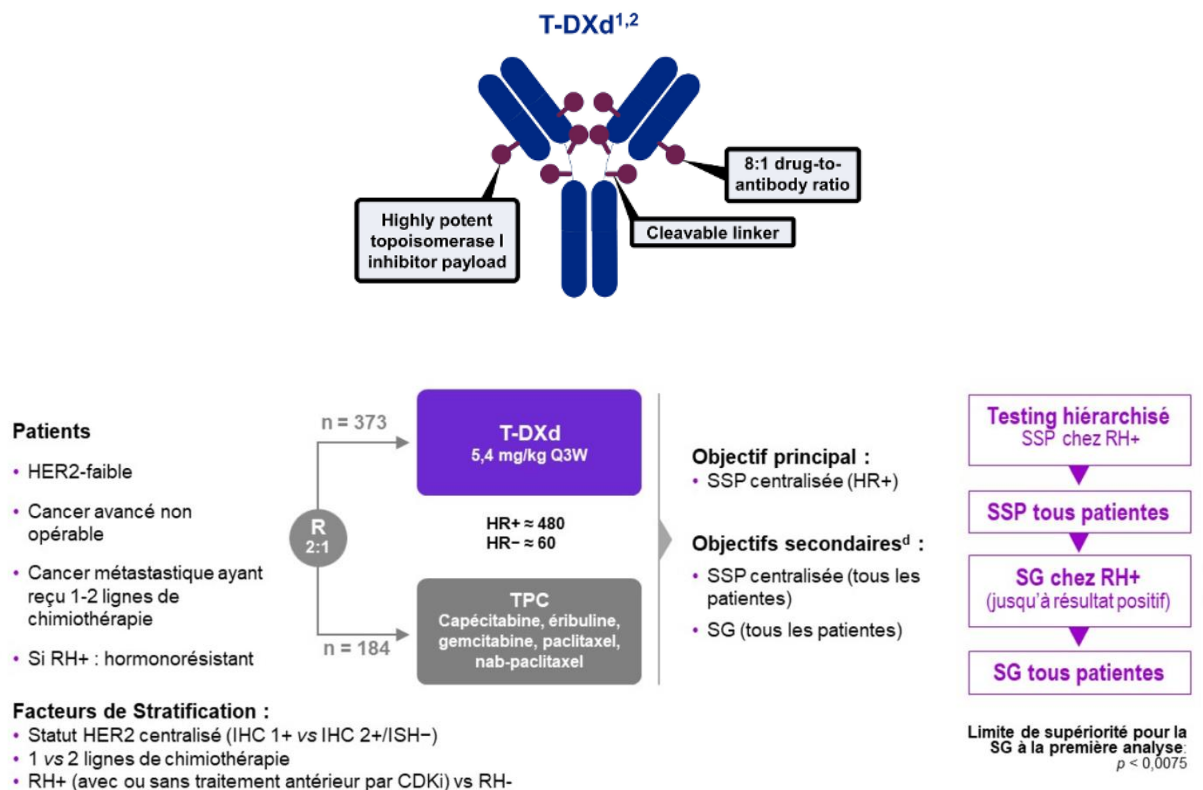 T-DXd1,2
8:1 drug-to-
antibody ratio
Highly potent
topoisomerase I
inhibitor payload
Cleavable linker
Patients
• HER2-faible
• Cancer avancé non
opérable
• Cancer métastastique ayant
reçu 1-2 lignes de
chimiothérapie
• Si RH+ : hormonorésistant
R
2:1
n = 373
T-DXd
5,4 mg/kg Q3W
HR+ ≈ 480
HR− ≈ 60
TPC
Capécitabine, éribuline,
gemcitabine, paclitaxel,
nab-paclitaxel
n = 184
Objectif principal :
• SSP centralisée (HR+)
Objectifs secondairesd :
• SSP centralisée (tous les
patientes)
• SG (tous les patientes)
Testing hiérarchisé
SSP chez RH+
SSP tous patientes
SG chez RH+
(jusqu'à résultat positif)
SG tous patientes
Limite de supériorité pour la
SG à la première analyse:
p < 0,0075
Facteurs de Stratification :
• Statut HER2 centralisé (IHC 1+ vs IHC 2+/ISH−)
• 1 vs 2 lignes de chimiothérapie
• RH+ (avec ou sans traitement antérieur par CDKi) vs RH-